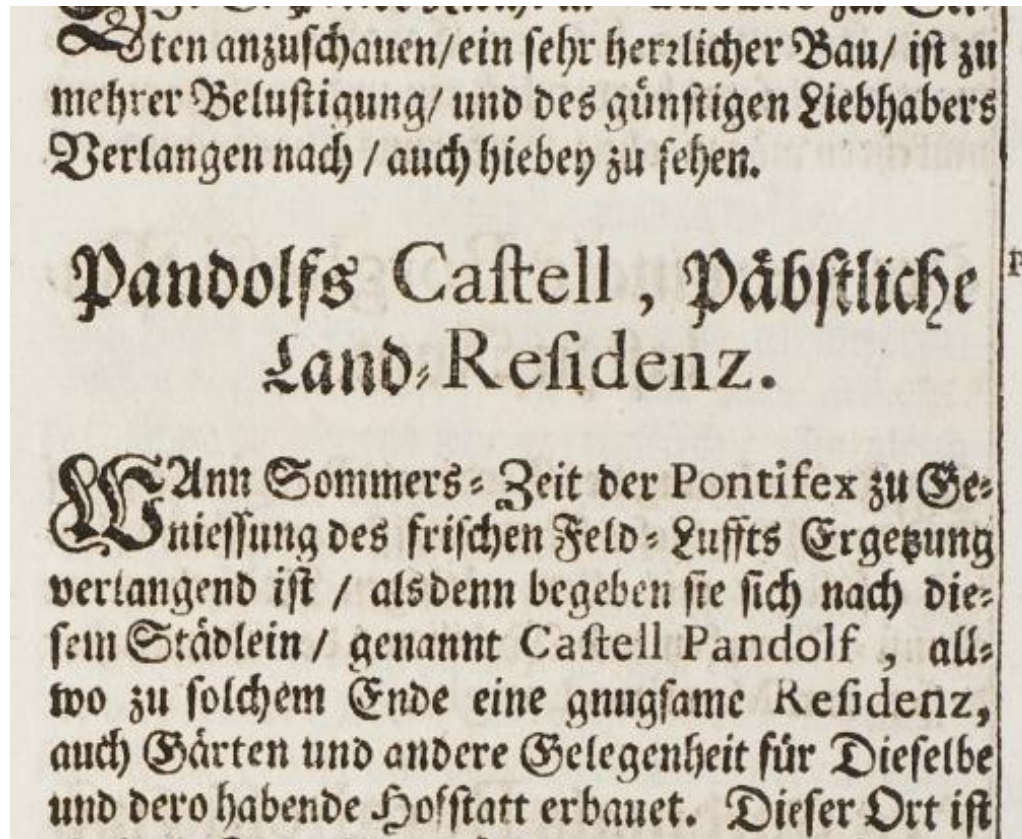 ten anzuschauen/ein sehr herrlicher Bau/ ist zu
mehrer Belustigung/ und des günstigen Liebhabers
Verlangen nach / auch hiebey zu sehen.
Pandolfs Castell, Päbstliche
Land-Residenz.
WAnn Sommers-Zeit der Pontifex zu Ge-
niessung des frischen Feld-Luffts Ergetzung
verlangend ist / alsdenn begeben sie sich nach die-
sem Städlein / genannt Castell Pandolf, all-
wo zu solchem Ende eine gnugsame Residenz,
auch Gärten und andere Gelegenheit für Dieselbe
und dero habende Hofstatt erbauet. Dieser Ort ist